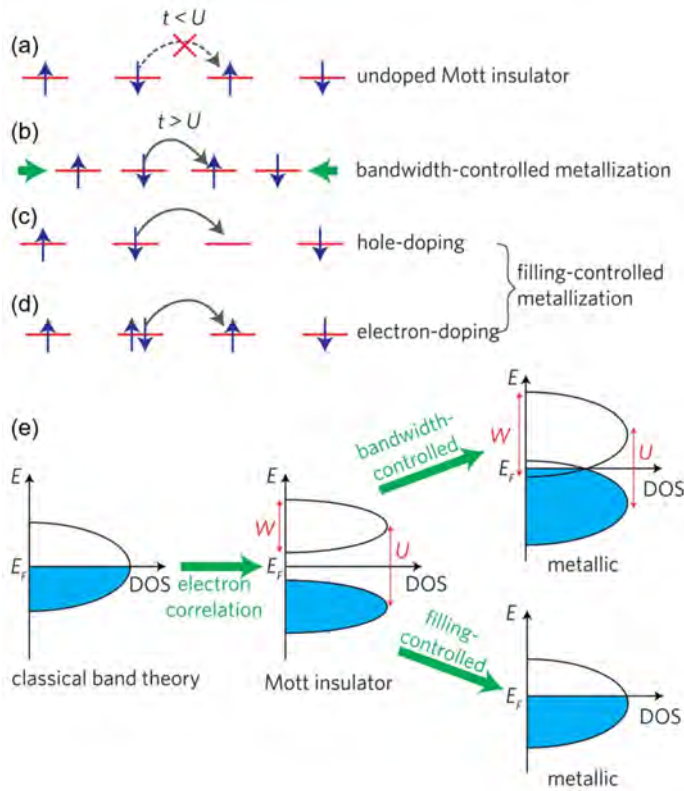 (a)
t < U
undoped Mott insulator
(b)
t > U
bandwidth-controlled metallization
(c)
hole-doping
filling-controlled
metallization
(d)
electron-doping
(e)
E
E_F
DOS
classical band theory
electron
correlation
E
W
E_F
U
DOS
Mott insulator
bandwidth-
controlled
E
W
E_F
U
DOS
metallic
filling-
controlled
E
E_F
DOS
metallic